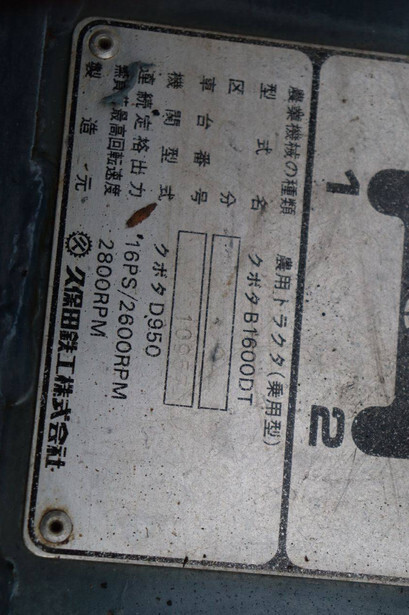 農業機械の種類 農用トラクタ(乗用型)
型式名 クボタB1600DT
区分
車台番号
機関型式 クボタD950
連続定格出力 16PS/2600RPM
最高回転速度 2800RPM
製造元 久保田鉄工株式会社
1
2